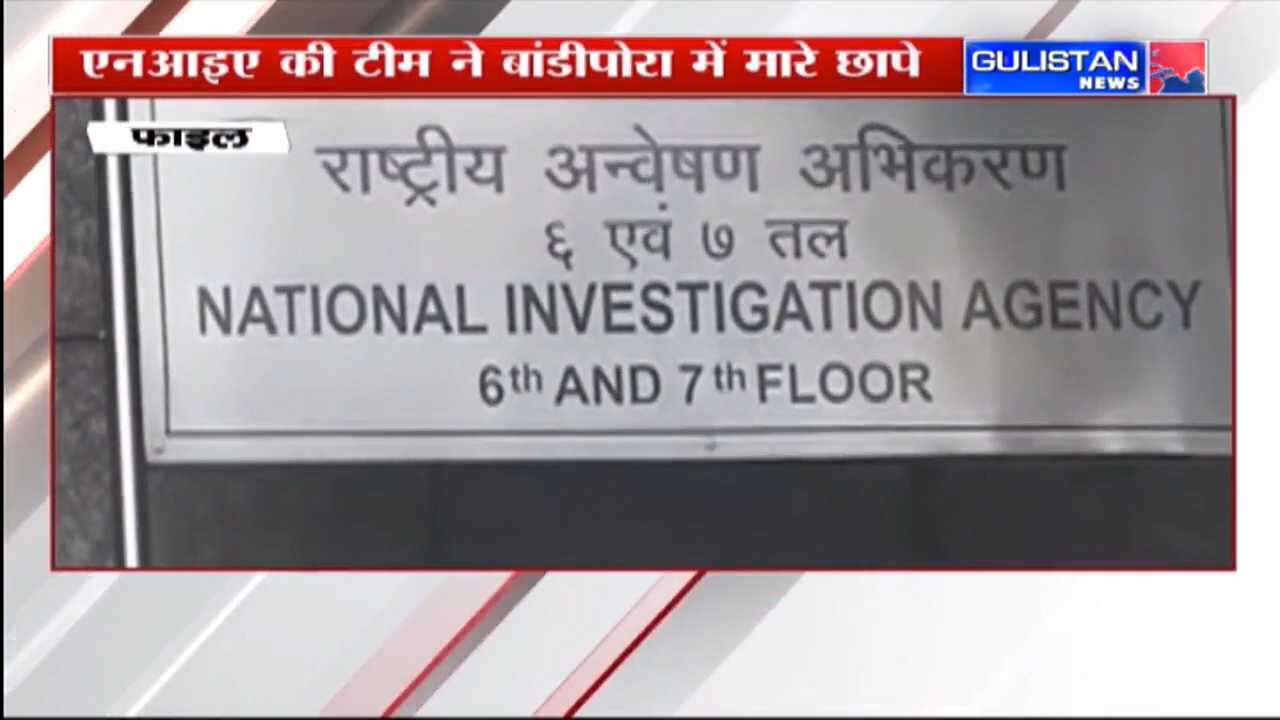 एनआइए की टीम ने बांडीपोरा में मारे छापे
GULISTAN
NEWS
फाइल
राष्ट्रीय अन्वेषण अभिकरण
६ एवं ७ तल
NATIONAL INVESTIGATION AGENCY
6th AND 7th FLOOR